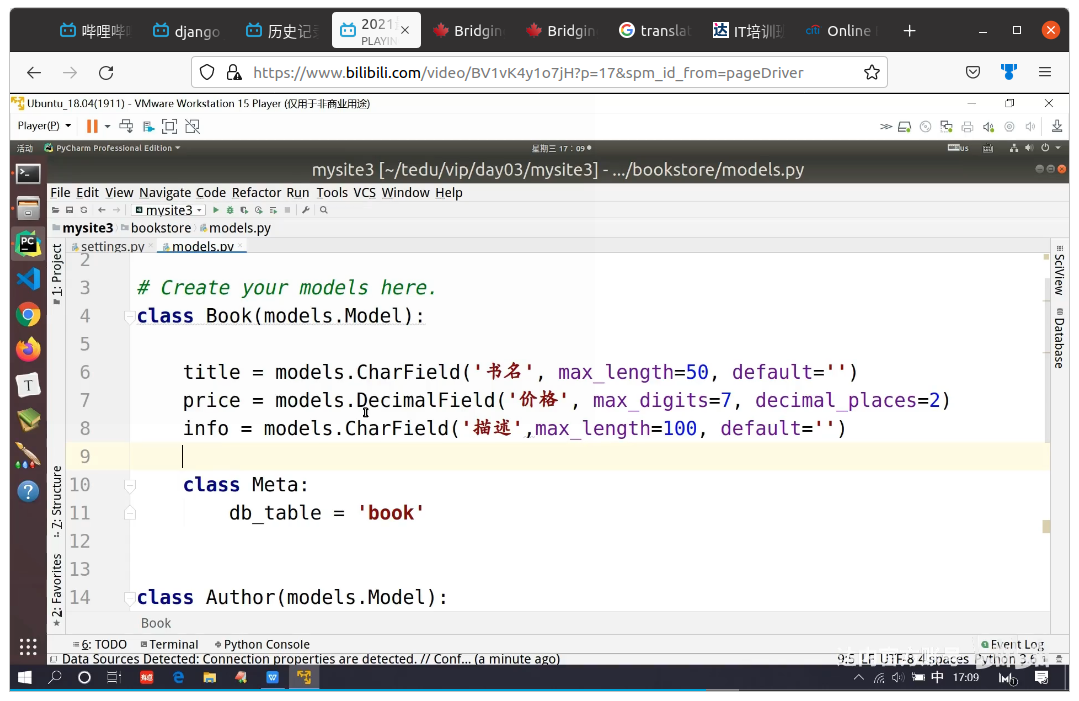 哔哩哔哩
django
历史记录
2021
PLAYING
Bridging
Bridging
translat
IT培训班
citi Online
https://www.bilibili.com/video/BV1vK4y1o7jH?p=17&spm_id_from=pageDriver
Ubuntu_18.04(1911) - VMware Workstation 15 Player (仅用于非商业用途)
Player(P)
活动 PyCharm Professional Edition 星期三 17：09 us
mysite3 [~/tedu/vip/day03/mysite3] - .../bookstore/models.py
File Edit View Navigate Code Refactor Run Tools VCS Window Help
mysite3
mysite3 bookstore models.py
settings.py models.py
1: Project
7: Structure
2: Favorites
SciView
Database
2
3 # Create your models here.
4 class Book(models.Model):
5
6 title = models.CharField('书名', max_length=50, default='')
7 price = models.DecimalField('价格', max_digits=7, decimal_places=2)
8 info = models.CharField('描述',max_length=100, default='')
9
10 class Meta:
11 db_table = 'book'
12
13
14 class Author(models.Model):
Book
6: TODO Terminal Python Console Event Log
Data Sources Detected: Connection properties are detected. // Conf... (a minute ago) 9:5 LF UTF-8 4 spaces
中 17:09